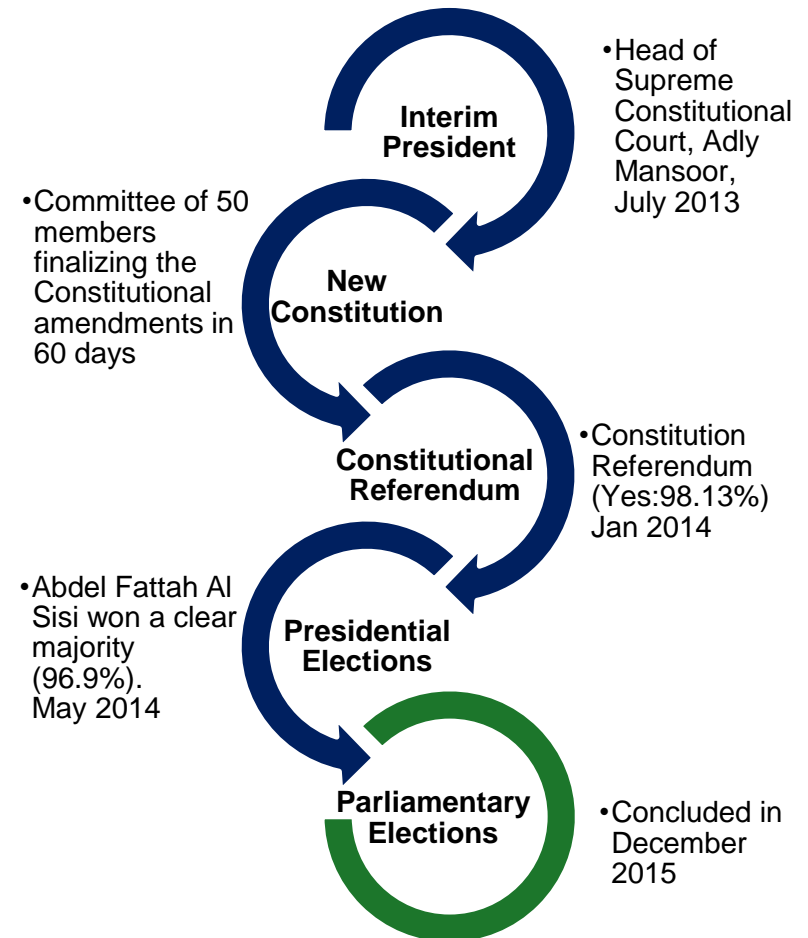 Interim
President
•Head of
Supreme
Constitutional
Court, Adly
Mansoor,
July 2013
•Committee of 50
members
finalizing the
Constitutional
amendments in
60 days
New
Constitution
Constitutional
Referendum
•Constitution
Referendum
(Yes:98.13%)
Jan 2014
•Abdel Fattah Al
Sisi won a clear
majority
(96.9%).
May 2014
Presidential
Elections
Parliamentary
Elections
•Concluded in
December
2015